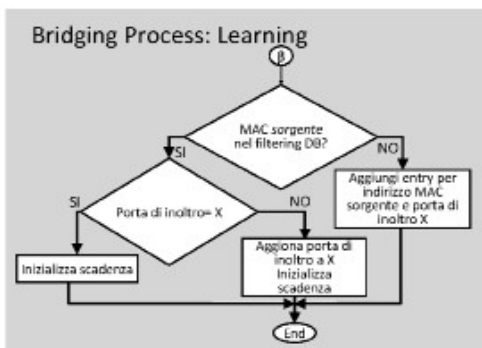 Bridging Process: Learning
β
MAC sorgente
nel filtering DB?
SI
NO
Aggiungi entry per
indirizzo MAC
sorgente e porta di
inoltro X
SI
Porta di inoltro= X
NO
Inizializza scadenza
Aggiona porta di
inoltro a X
Inizializza
scadenza
End